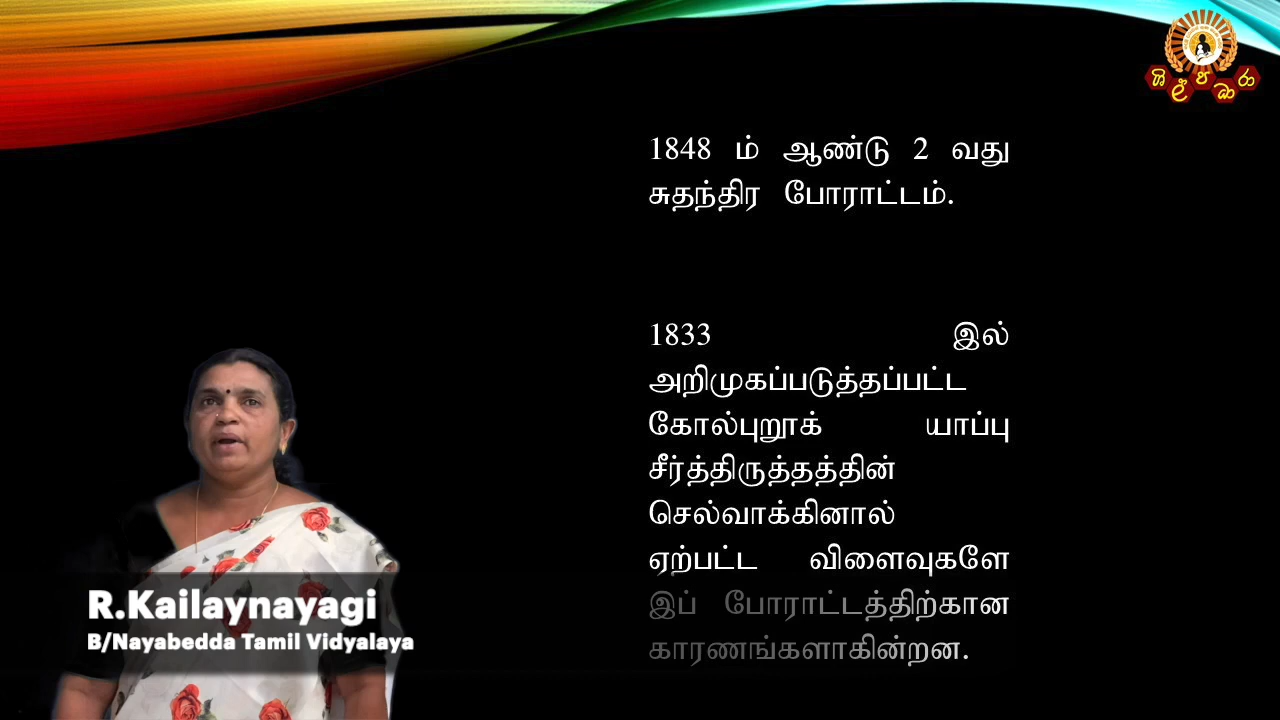 ශිල්ප ධාරා
1848 ம் ஆண்டு 2 வது
சுதந்திர போராட்டம்.
1833 இல்
அறிமுகப்படுத்தப்பட்ட
கோல்புறூக் யாப்பு
சீர்த்திருத்தத்தின்
செல்வாக்கினால்
ஏற்பட்ட விளைவுகளே
இப் போராட்டத்திற்கான
காரணங்களாகின்றன.
R.Kailaynayagi
B/Nayabedda Tamil Vidyalaya